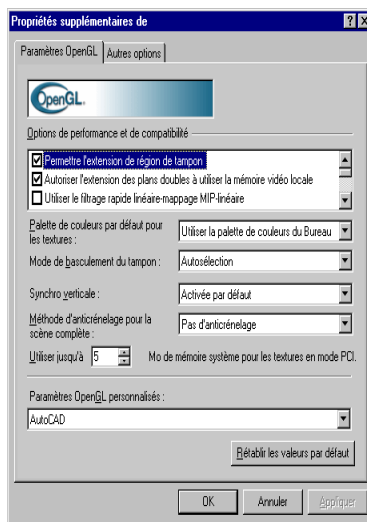 Propriétés supplémentaires de
Paramètres OpenGL
Autres options
OpenGL.
Options de performance et de compatibilité
Permettre l'extension de région de tampon
Autoriser l'extension des plans doubles à utiliser la mémoire vidéo locale
Utiliser le filtrage rapide linéaire-mappage MIP-linéaire
Palette de couleurs par défaut pour
les textures :
Utiliser la palette de couleurs du Bureau
Mode de basculement du tampon :
Autosélection
Synchro verticale :
Activée par défaut
Méthode d'anticrénelage pour la
scène complète :
Pas d'anticrénelage
Utiliser jusqu'à 5 Mo de mémoire système pour les textures en mode PCI.
Paramètres OpenGL personnalisés :
AutoCAD
Rétablir les valeurs par défaut
OK
Annuler
Appliquer